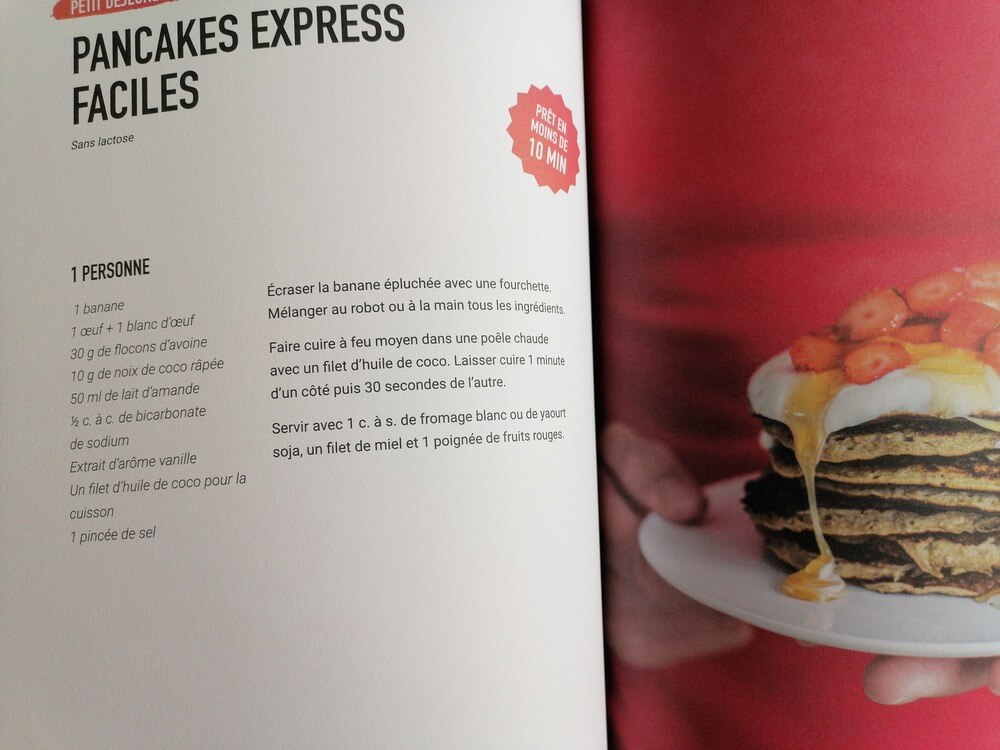 PETIT DÉJEUNER
PANCAKES EXPRESS
FACILES
Sans lactose
PRÊT EN
MOINS DE
10 MIN
1 PERSONNE
1 banane
1 œuf + 1 blanc d'œuf
30 g de flocons d'avoine
10 g de noix de coco râpée
50 ml de lait d'amande
½ c. à c. de bicarbonate
de sodium
Extrait d'arôme vanille
Un filet d'huile de coco pour la
cuisson
1 pincée de sel
Écraser la banane épluchée avec une fourchette.
Mélanger au robot ou à la main tous les ingrédients.
Faire cuire à feu moyen dans une poêle chaude
avec un filet d'huile de coco. Laisser cuire 1 minute
d'un côté puis 30 secondes de l'autre.
Servir avec 1 c. à s. de fromage blanc ou de yaourt
soja, un filet de miel et 1 poignée de fruits rouges.